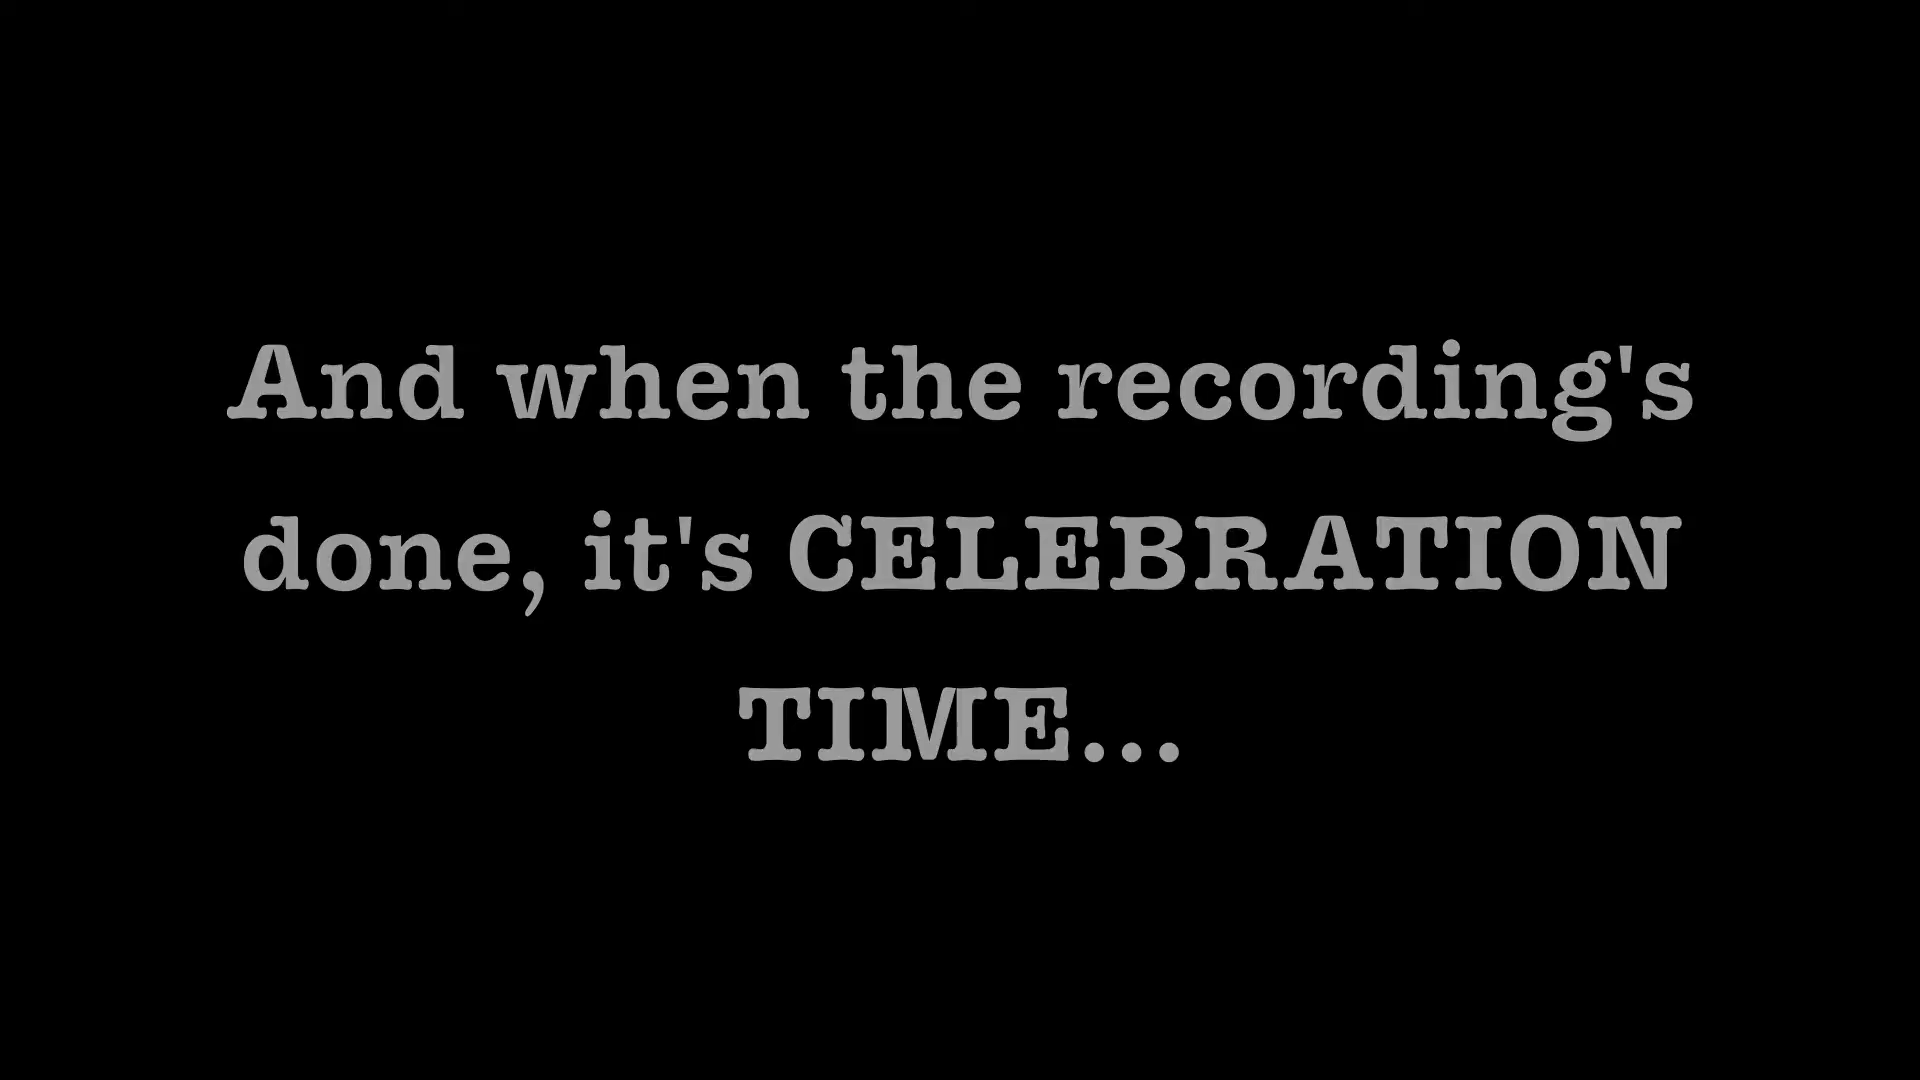 And when the recording's
done, it's CELEBRATION
TIME...